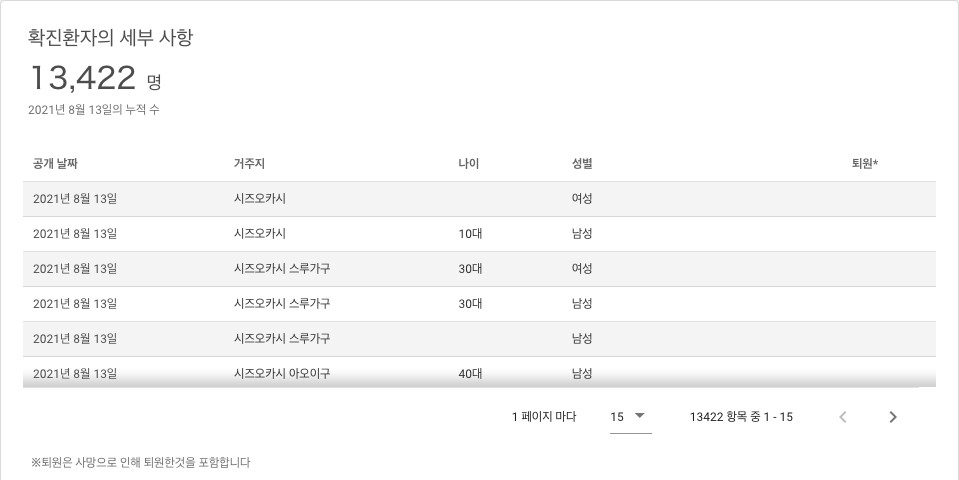 확진환자의 세부 사항
13,422 명
2021년 8월 13일의 누적 수
공개 날짜 거주지 나이 성별 퇴원*
2021년 8월 13일 시즈오카시 여성
2021년 8월 13일 시즈오카시 10대 남성
2021년 8월 13일 시즈오카시 스루가구 30대 여성
2021년 8월 13일 시즈오카시 스루가구 30대 남성
2021년 8월 13일 시즈오카시 스루가구 남성
2021년 8월 13일 시즈오카시 아오이구 40대 남성
1 페이지 마다 15 13422 항목 중 1 - 15
※퇴원은 사망으로 인해 퇴원한것을 포함합니다